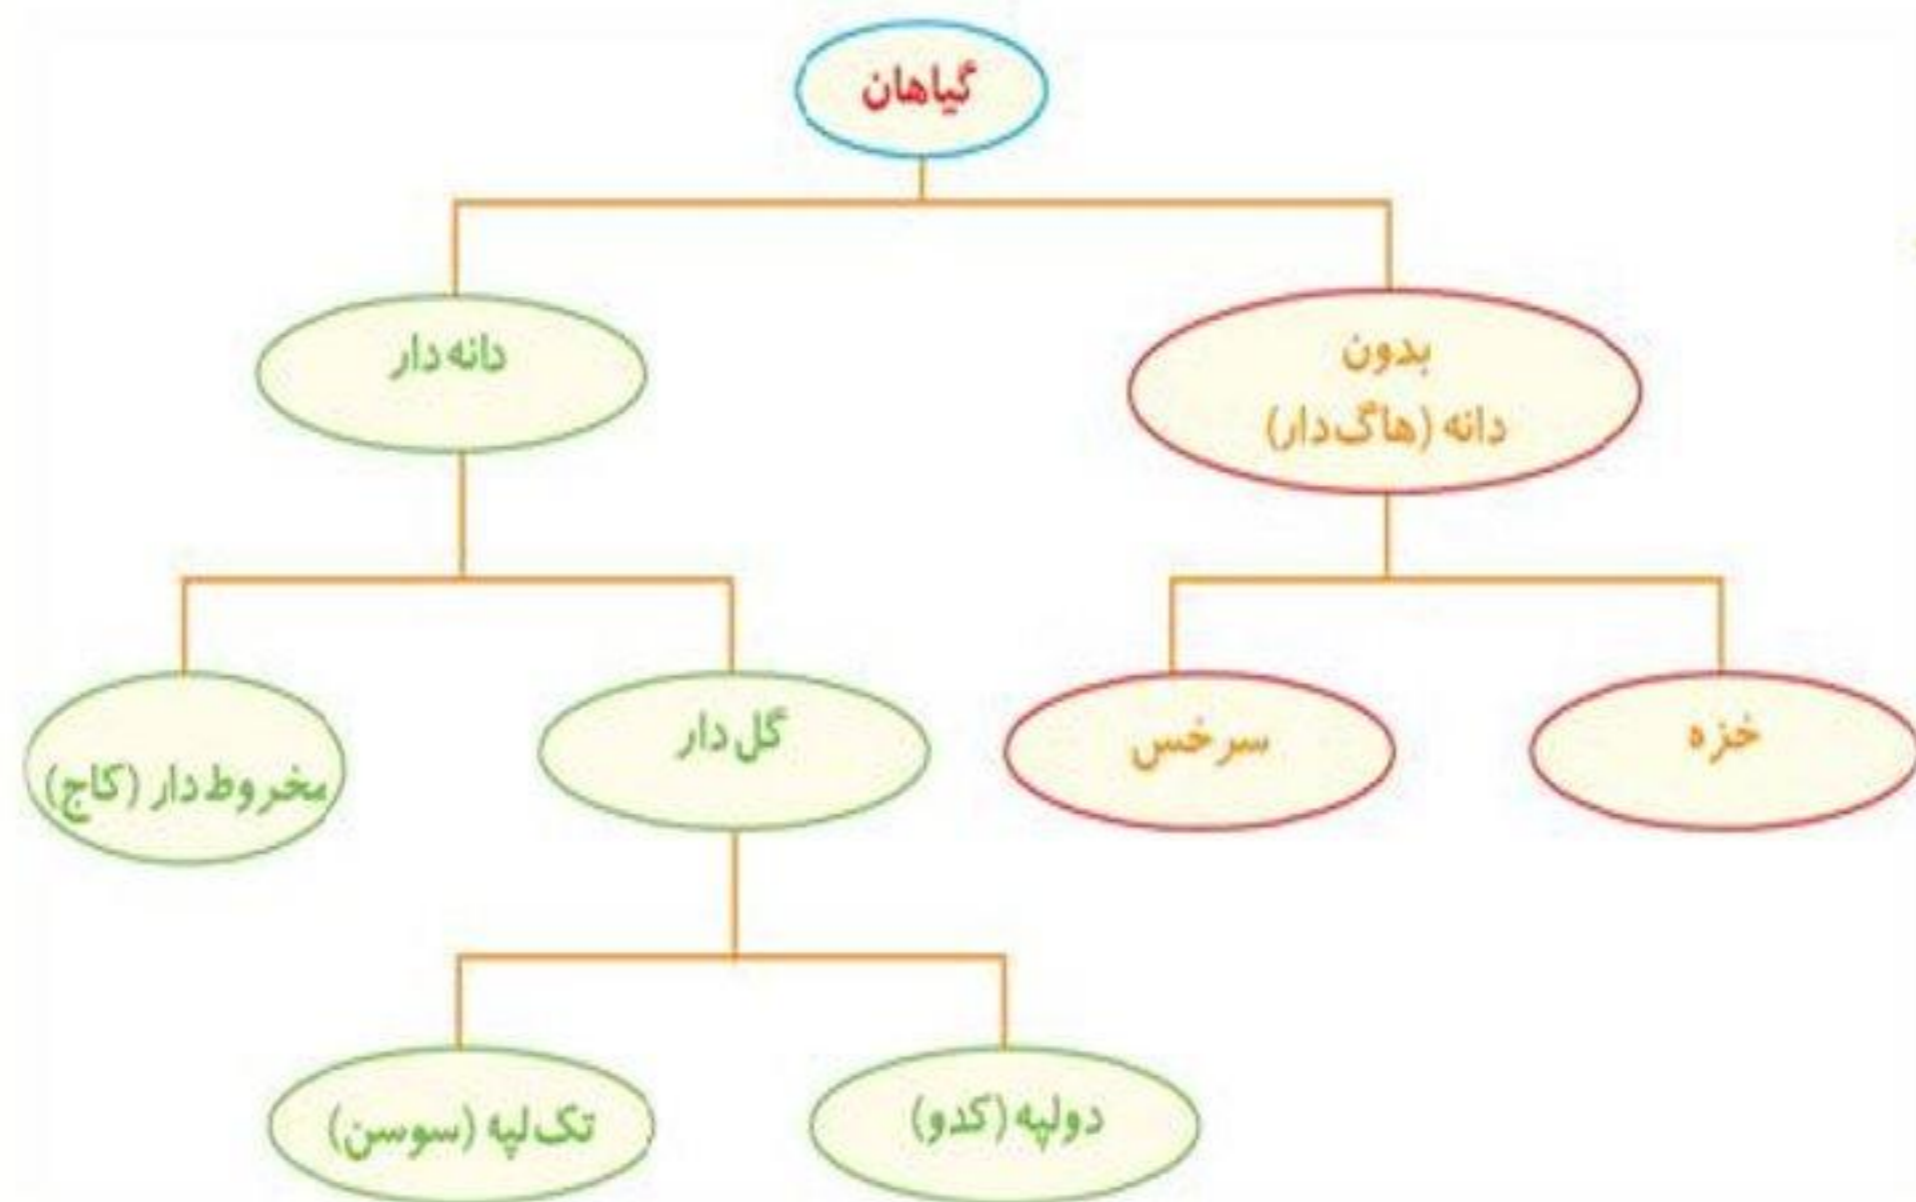 گیاهان
بدون
دانه (هاگ‌دار)
دانه‌دار
خزه
سرخس
گل‌دار
مخروط‌دار (کاج)
دولپه (کدو)
تک‌لپه (سوسن)